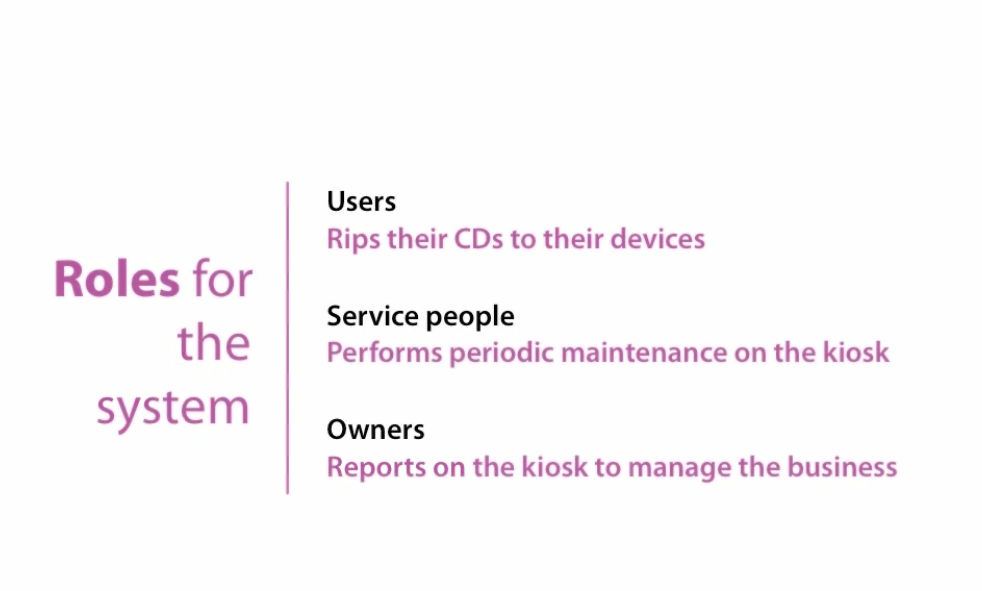 Roles for
the
system
Users
Rips their CDs to their devices
Service people
Performs periodic maintenance on the kiosk
Owners
Reports on the kiosk to manage the business